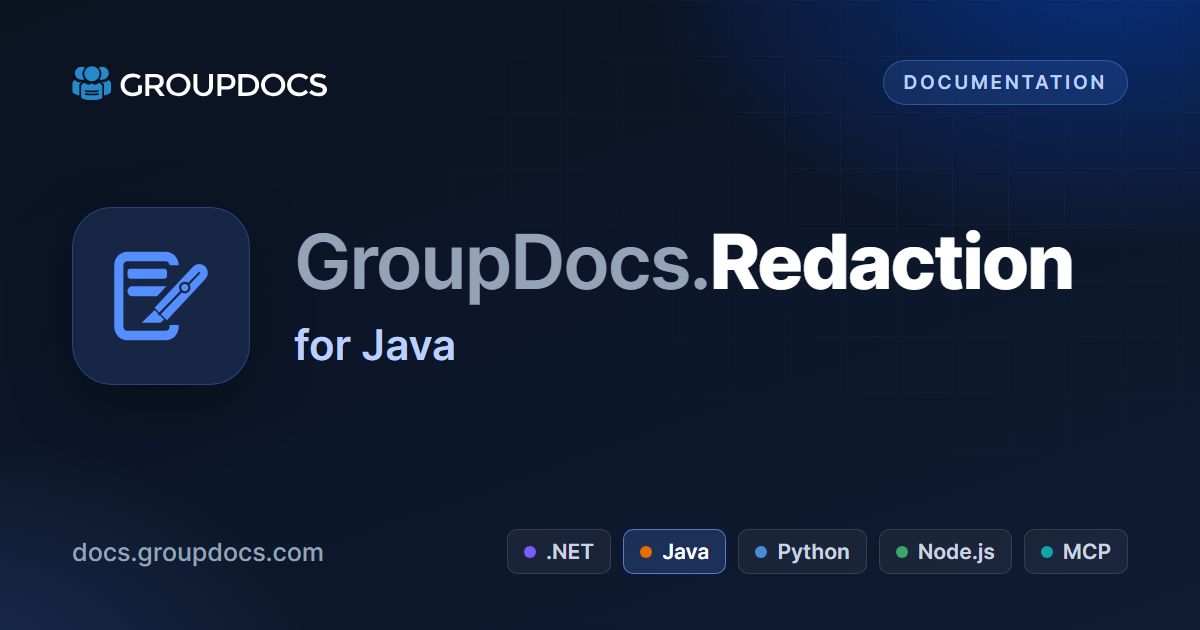 GROUPDOCS
DOCUMENTATION
GroupDocs.Redaction
for Java
docs.groupdocs.com
.NET
Java
Python
Node.js
MCP